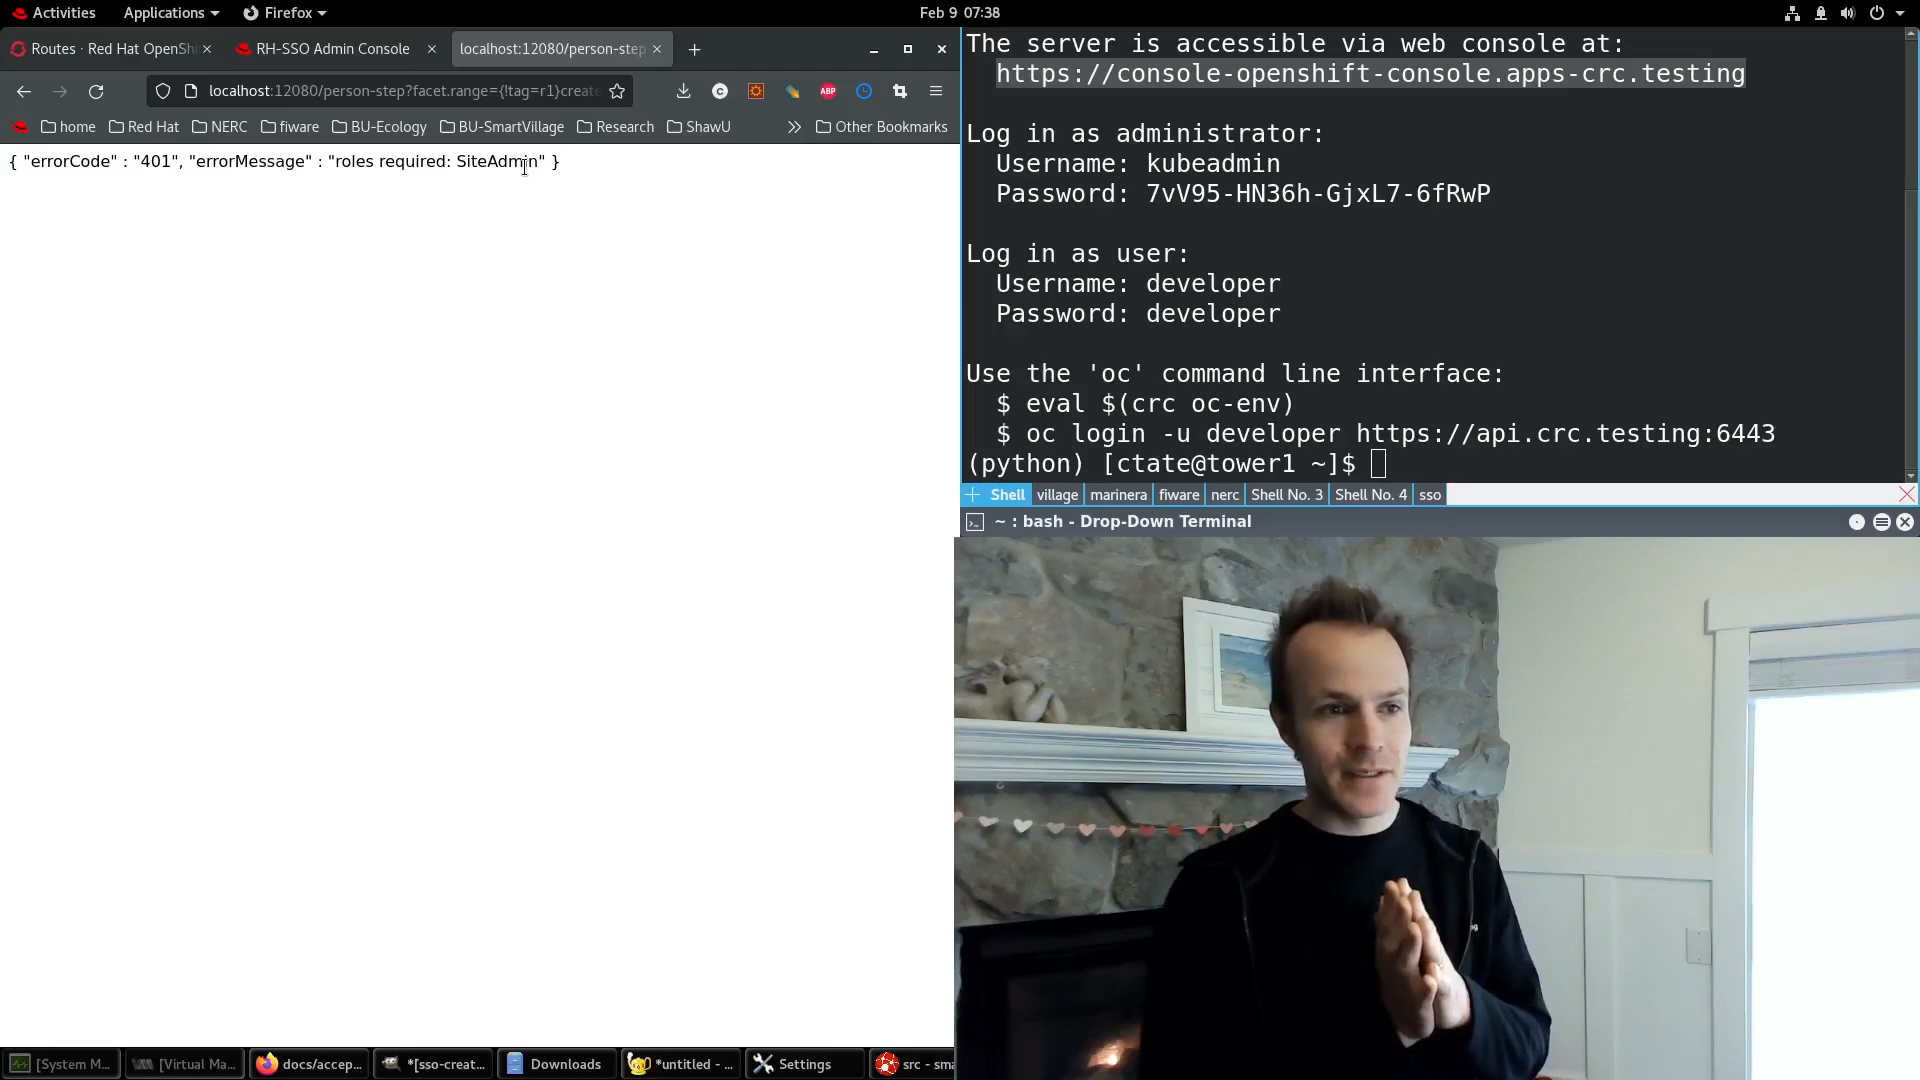 Activities Applications Firefox Feb 9 07:38
Routes · Red Hat OpenShi RH-SSO Admin Console localhost:12080/person-step
localhost:12080/person-step?facet.range={!tag=r1}create ABP
home Red Hat NERC fiware BU-Ecology BU-SmartVillage Research ShawU Other Bookmarks
{ "errorCode" : "401", "errorMessage" : "roles required: SiteAdmin" }
The server is accessible via web console at:
https://console-openshift-console.apps-crc.testing
Log in as administrator:
Username: kubeadmin
Password: 7vV95-HN36h-GjxL7-6fRwP
Log in as user:
Username: developer
Password: developer
Use the 'oc' command line interface:
$ eval $(crc oc-env)
$ oc login -u developer https://api.crc.testing:6443
(python) [ctate@tower1 ~]$
Shell village marinera fiware nerc Shell No. 3 Shell No. 4 sso
~ : bash - Drop-Down Terminal
[System M... [Virtual Ma... docs/accep... *[sso-creat... Downloads *untitled - ... Settings src - sma